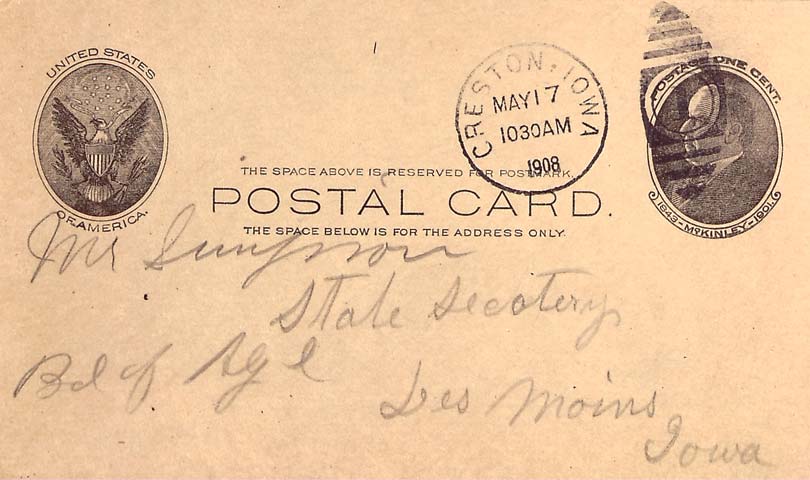 UNITED STATES
OF AMERICA.
CRESTON, IOWA
MAY 17
1030AM
1908
POSTAGE ONE CENT.
1843-McKINLEY-1901.
THE SPACE ABOVE IS RESERVED FOR POSTMARK.
POSTAL CARD.
THE SPACE BELOW IS FOR THE ADDRESS ONLY.
Mr Simpson
State Secotery
Bd of Agl
Des Moins
Iowa